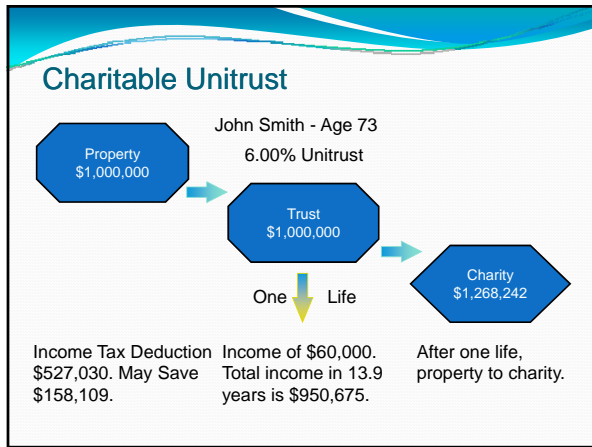 Charitable Unitrust
John Smith - Age 73
6.00% Unitrust
Property
$1,000,000
Trust
$1,000,000
Charity
$1,268,242
One Life
Income Tax Deduction
$527,030. May Save
$158,109.
Income of $60,000.
Total income in 13.9
years is $950,675.
After one life,
property to charity.